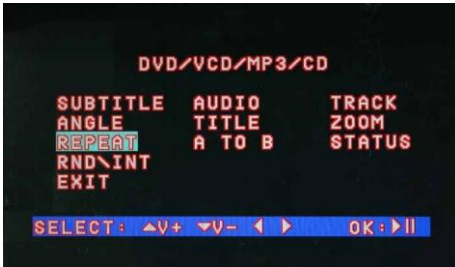 DVD/VCD/MP3/CD
SUBTITLE AUDIO TRACK
ANGLE TITLE ZOOM
REPEAT A TO B STATUS
RND\INT
EXIT
SELECT: ▲V+ ▼V- ◀ ▶ OK:▶II